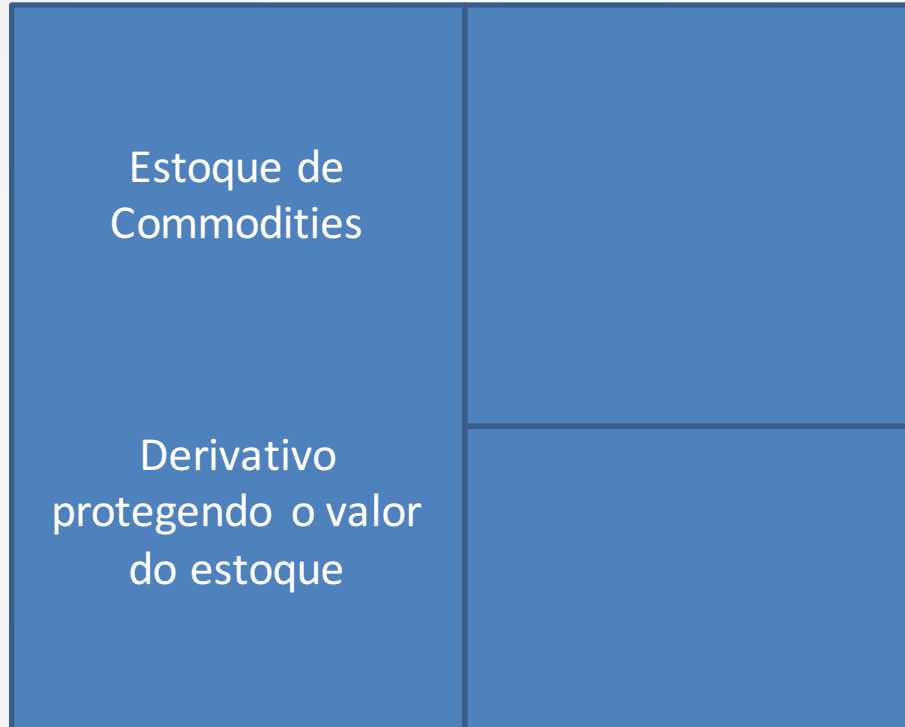 Estoque de
Commodities
Derivativo
protegendo o valor
do estoque